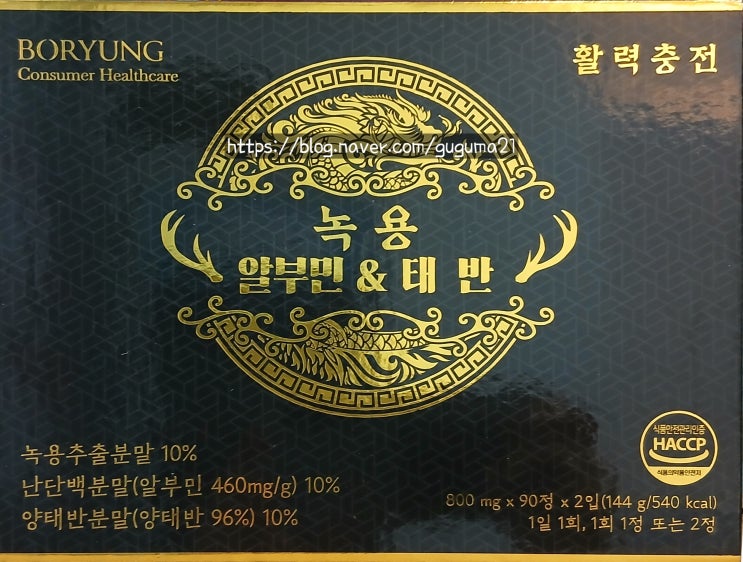 BORYUNG
Consumer Healthcare
활력충전
https://blog.naver.com/guguma21
녹용
알부민 & 태반
녹용추출분말 10%
난단백분말(알부민 460mg/g) 10%
양태반분말(양태반 96%) 10%
식품안전관리인증
HACCP
식품의약품안전처
800 mg x 90정 x 2입(144 g/540 kcal)
1일 1회, 1회 1정 또는 2정